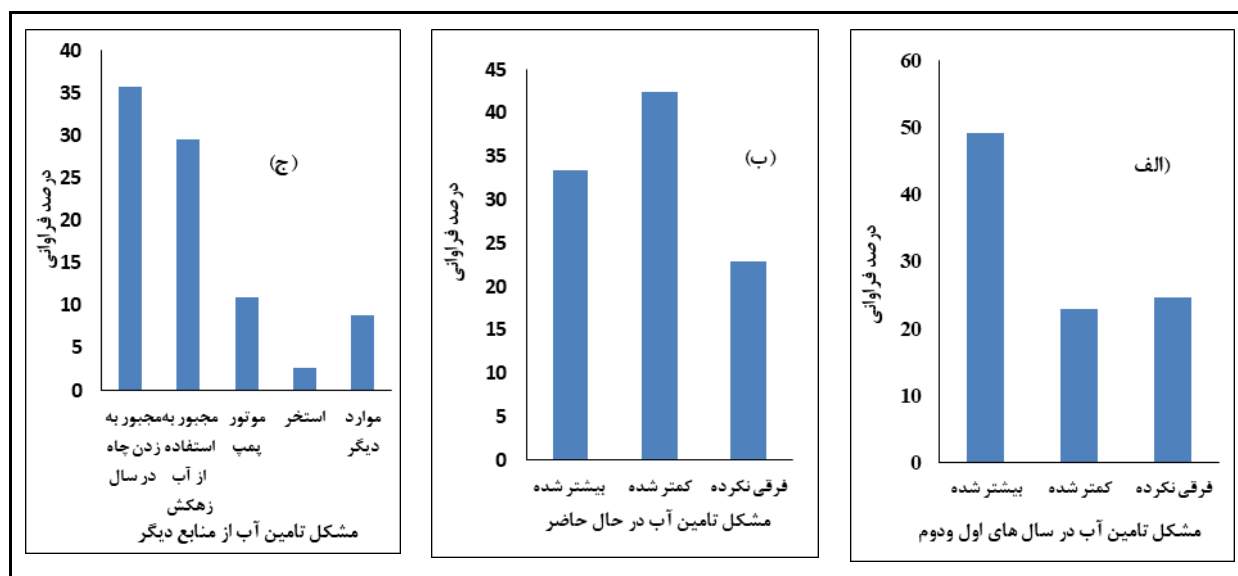 (الف
درصد فراوانی
60
50
40
30
20
10
0
بیشتر شده
کمتر شده
فرقی نکرده
مشکل تامین آب در سال های اول ودوم
(ب)
درصد فراوانی
45
40
35
30
25
20
15
10
5
0
بیشتر شده
کمتر شده
فرقی نکرده
مشکل تامین آب در حال حاضر
(ج)
درصد فراوانی
40
35
30
25
20
15
10
5
0
مجبور به
زدن چاه
در سال
مجبور به
استفاده
از آب
زهکش
موتور
پمپ
استخر
موارد
دیگر
مشکل تامین آب از منابع دیگر